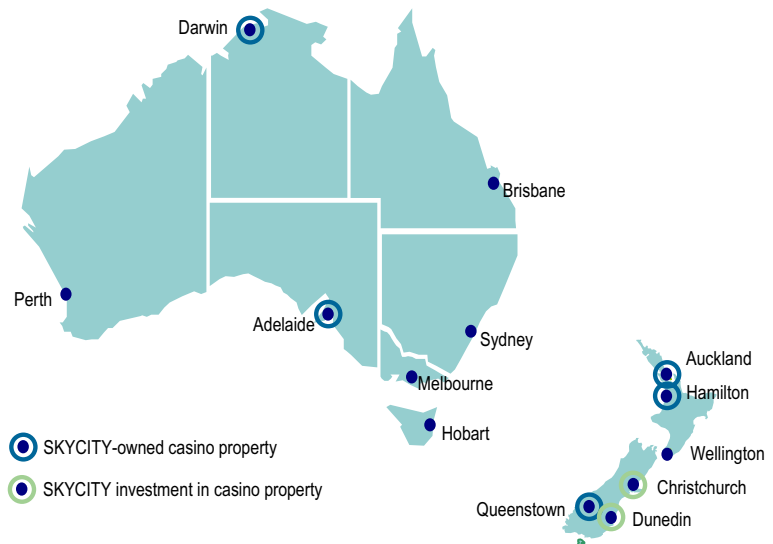 Darwin
Brisbane
Perth
Adelaide
Sydney
Auckland
Melbourne
Hamilton
Hobart
SKYCITY-owned casino property
Wellington
SKYCITY investment in casino property
Christchurch
Queenstown
Dunedin